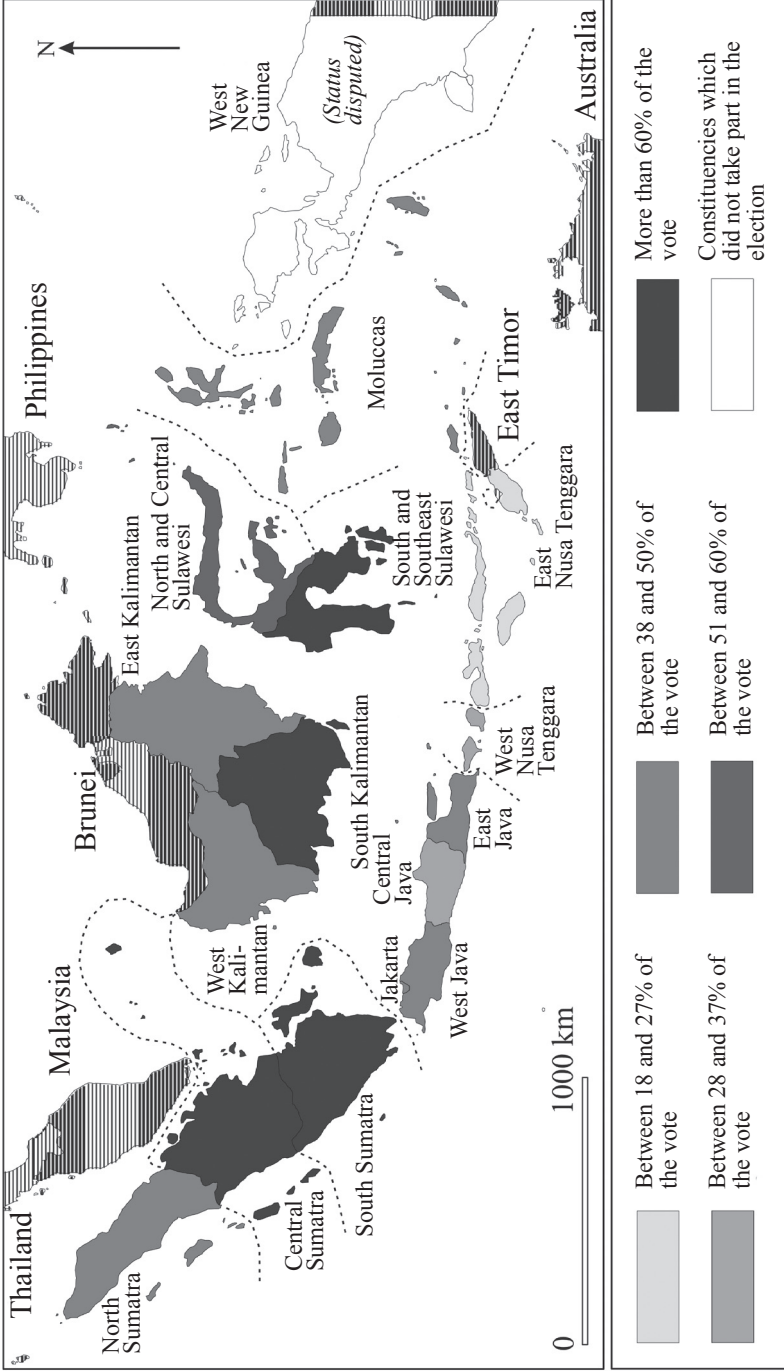 Thailand
Malaysia
Brunei
Philippines
N
North
Sumatra
Central
Sumatra
South Sumatra
West
Kali-
mantan
East Kalimantan
South Kalimantan
North and Central
Sulawesi
South and
Southeast
Sulawesi
Moluccas
West
New
Guinea
(Status
disputed)
Jakarta
West Java
Central
Java
East
Java
West
Nusa
Tenggara
East
Nusa Tenggara
East Timor
Australia
0
1000 km
Between 18 and 27% of
the vote
Between 38 and 50% of
the vote
More than 60% of the
vote
Between 28 and 37% of
the vote
Between 51 and 60% of
the vote
Constituencies which
did not take part in the
election